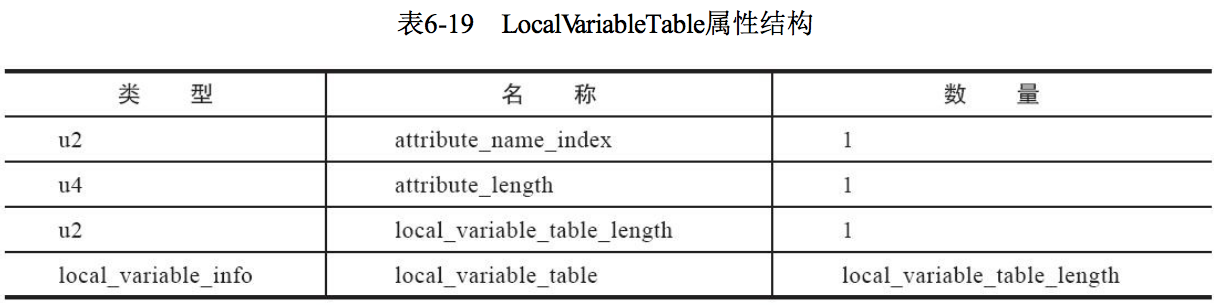 表6-19 LocalVariableTable属性结构
类 型 名 称 数 量
u2 attribute_name_index 1
u4 attribute_length 1
u2 local_variable_table_length 1
local_variable_info local_variable_table local_variable_table_length